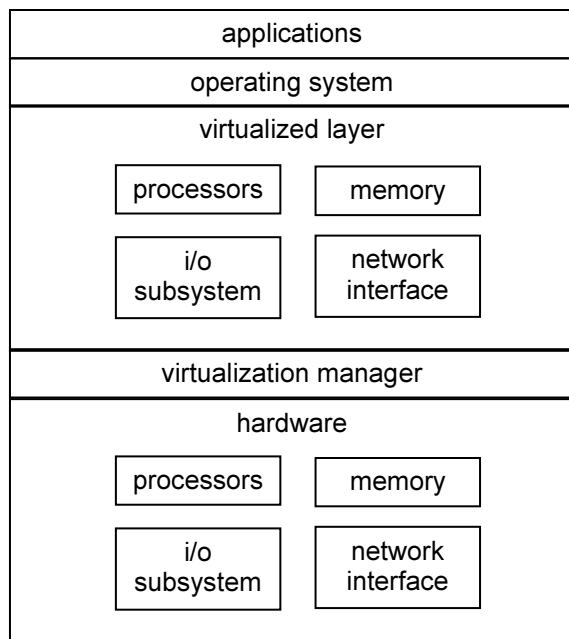 applications
operating system
virtualized layer
processors
memory
i/o
subsystem
network
interface
virtualization manager
hardware
processors
memory
i/o
subsystem
network
interface